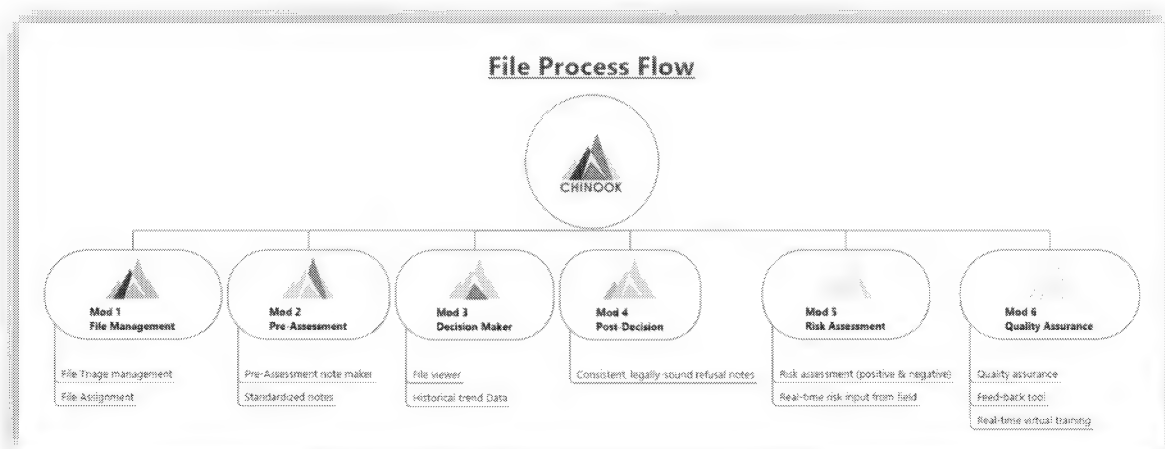 File Process Flow
CHINOOK
Mod 1
File Management
File Triage management
File Assignment
Mod 2
Pre-Assessment
Pre-Assessment note maker
Standardized notes
Mod 3
Decision Maker
File viewer
Historical trend Data
Mod 4
Post-Decision
Consistent, legally-sound refusal notes
Mod 5
Risk Assessment
Risk assessment (positive & negative)
Real-time risk input from field
Mod 6
Quality Assurance
Quality assurance
Feed-back tool
Real-time virtual training